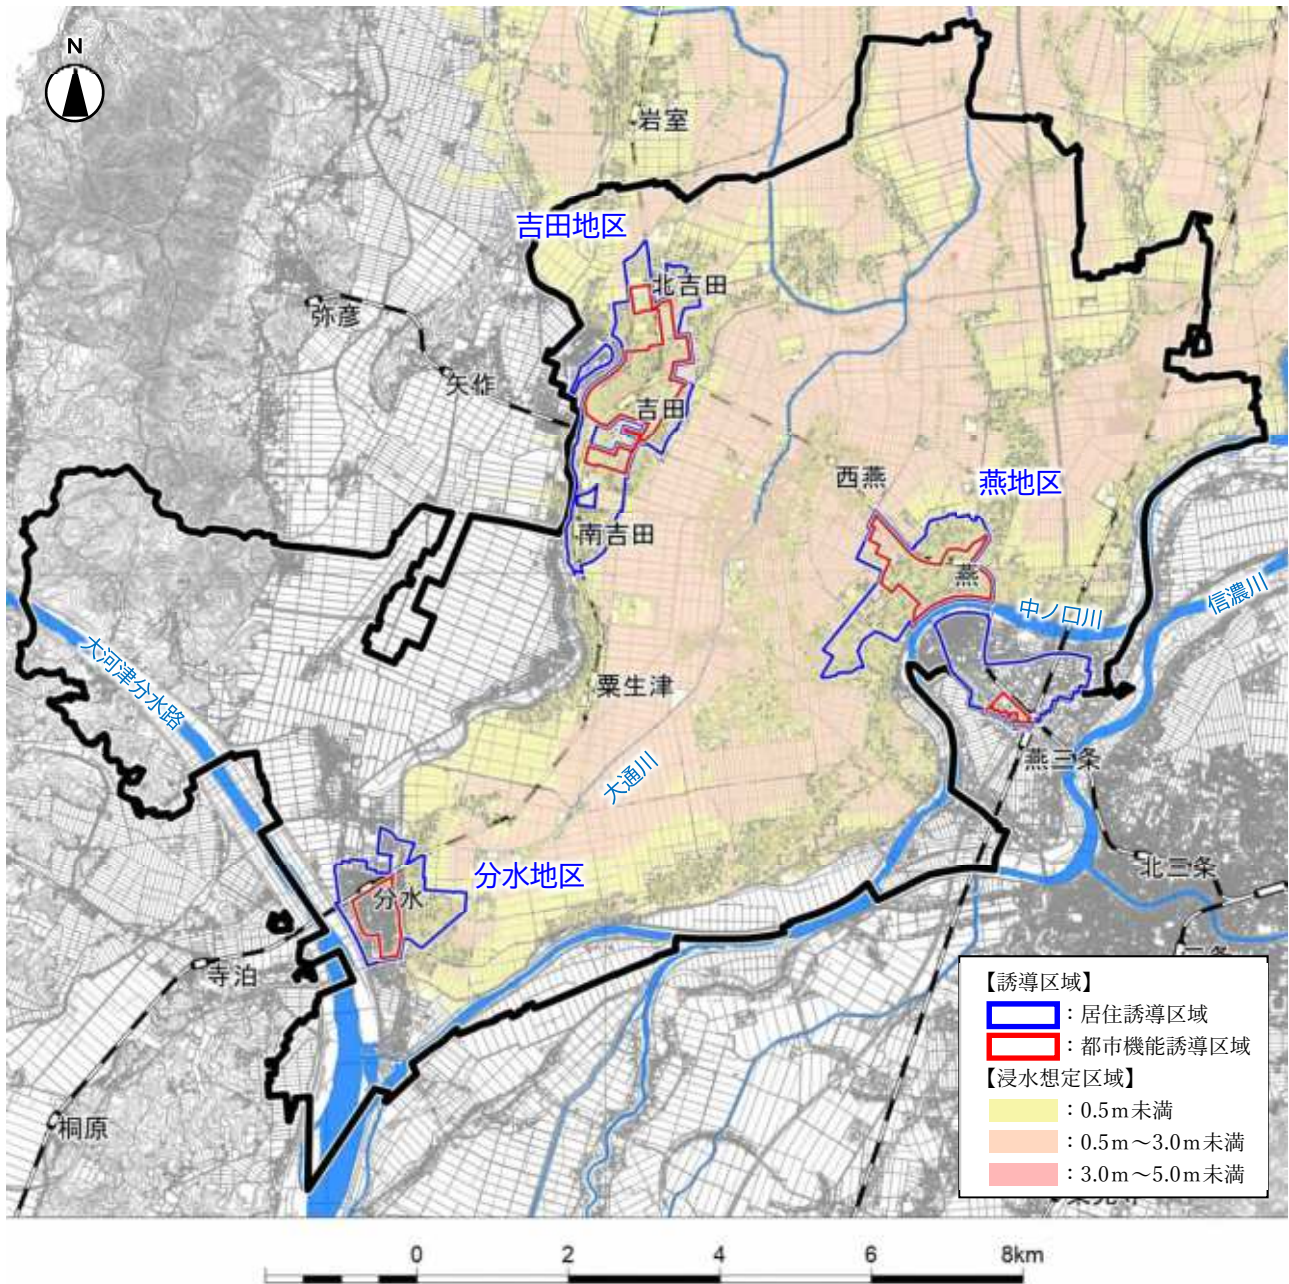 N
岩室
吉田地区
北吉田
弥彦
矢作
吉田
西燕
燕地区
南吉田
燕
中ノ口川
信濃川
大河津分水路
粟生津
大通川
燕三条
分水地区
北三条
分水
寺泊
桐原
【誘導区域】
：居住誘導区域
：都市機能誘導区域
【浸水想定区域】
：0.5ｍ未満
：0.5ｍ～3.0ｍ未満
：3.0ｍ～5.0ｍ未満
0 2 4 6 8km